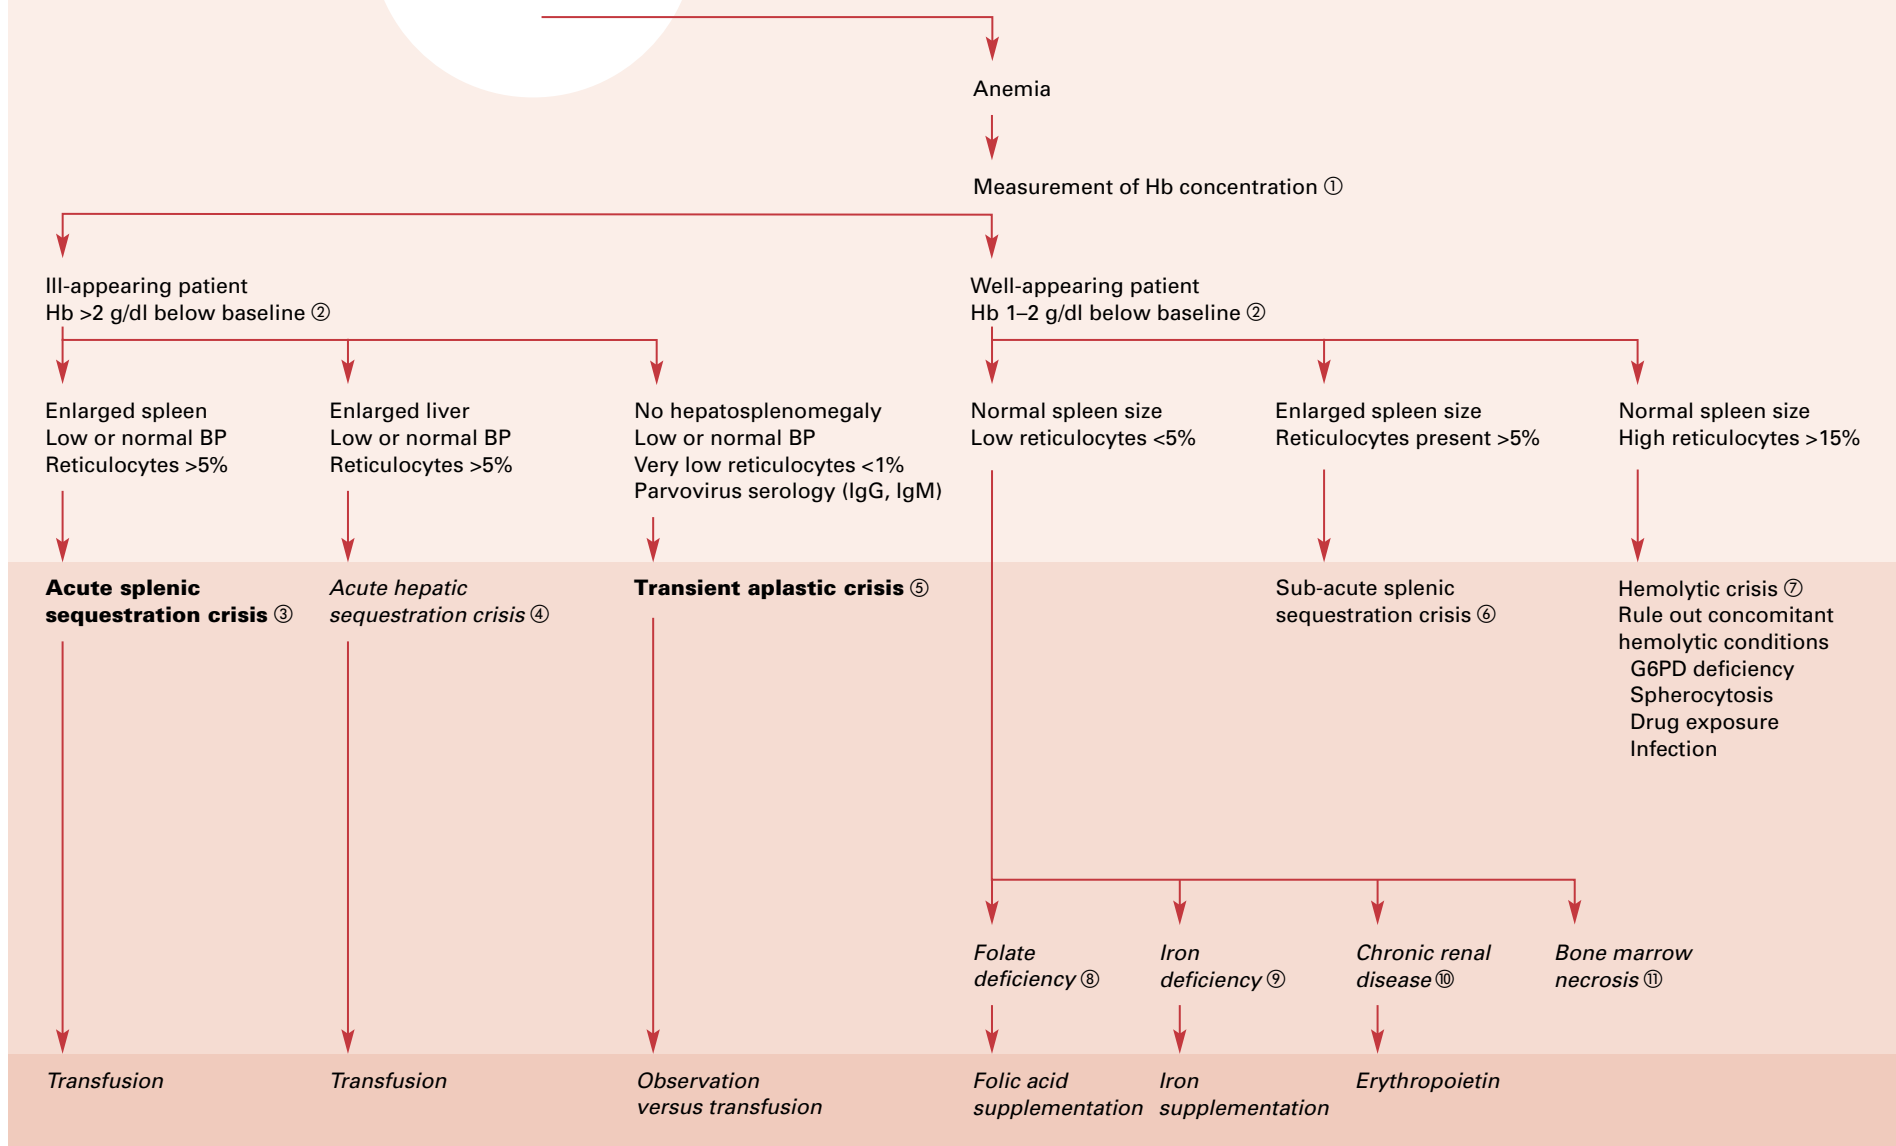 Anemia
Measurement of Hb concentration ①
Ill-appearing patient
Hb >2 g/dl below baseline ②
Well-appearing patient
Hb 1–2 g/dl below baseline ②
Enlarged spleen
Low or normal BP
Reticulocytes >5%
Enlarged liver
Low or normal BP
Reticulocytes >5%
No hepatosplenomegaly
Low or normal BP
Very low reticulocytes <1%
Parvovirus serology (IgG, IgM)
Normal spleen size
Low reticulocytes <5%
Enlarged spleen size
Reticulocytes present >5%
Normal spleen size
High reticulocytes >15%
Acute splenic
sequestration crisis ③
Acute hepatic
sequestration crisis ④
Transient aplastic crisis ⑤
Sub-acute splenic
sequestration crisis ⑥
Hemolytic crisis ⑦
Rule out concomitant
hemolytic conditions
G6PD deficiency
Spherocytosis
Drug exposure
Infection
Folate
deficiency ⑧
Iron
deficiency ⑨
Chronic renal
disease ⑩
Bone marrow
necrosis ⑪
Transfusion
Transfusion
Observation
versus transfusion
Folic acid
supplementation
Iron
supplementation
Erythropoietin